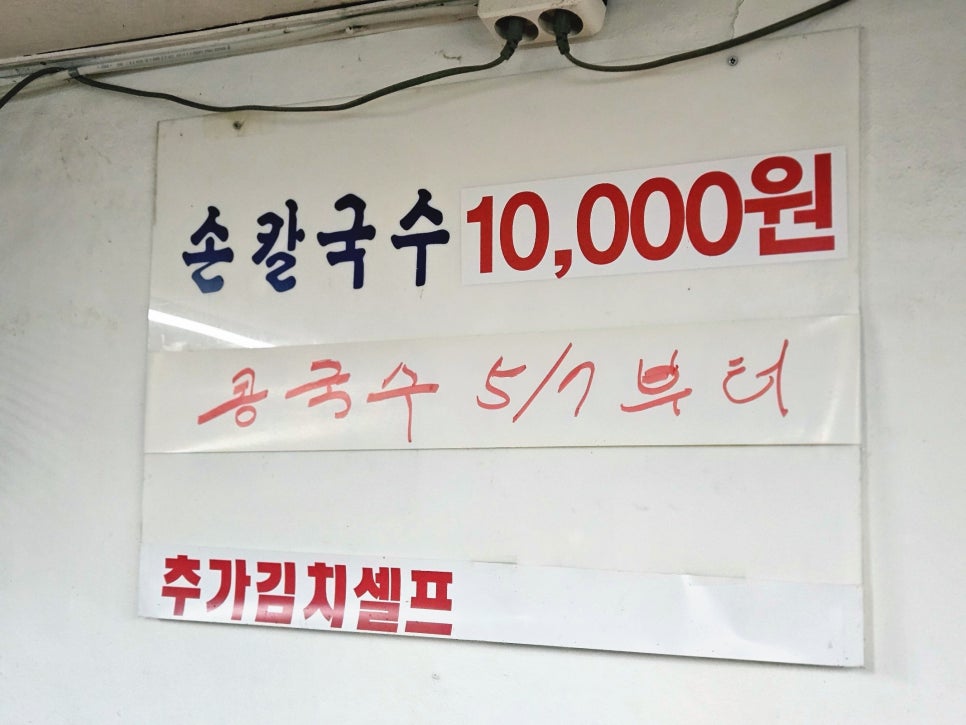 손칼국수 10,000원
콩국수 5/7부터
추가김치셀프